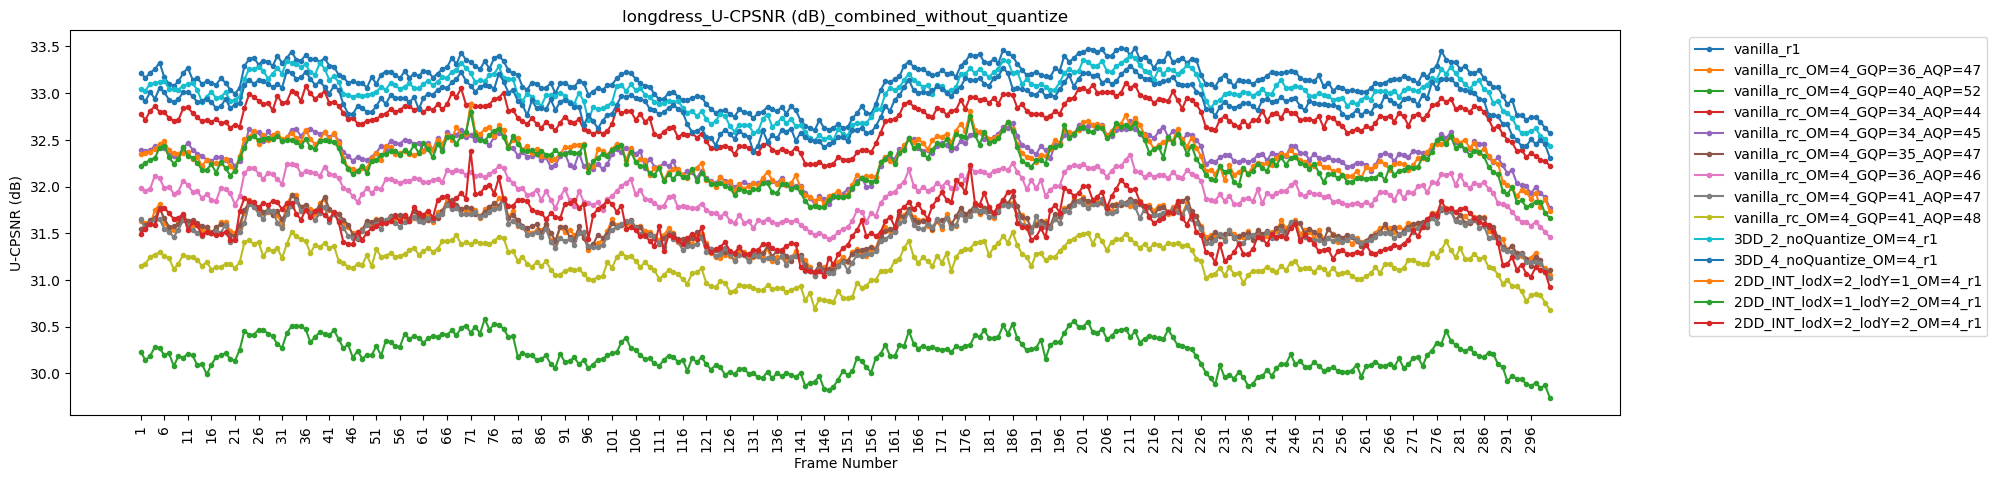 longdress_U-CPSNR (dB)_combined_without_quantize
U-CPSNR (dB)
33.5
33.0
32.5
32.0
31.5
31.0
30.5
30.0
1 6 11 16 21 26 31 36 41 46 51 56 61 66 71 76 81 86 91 96 101 106 111 116 121 126 131 136 141 146 151 156 161 166 171 176 181 186 191 196 201 206 211 216 221 226 231 236 241 246 251 256 261 266 271 276 281 286 291 296
Frame Number
vanilla_r1
vanilla_rc_OM=4_GQP=36_AQP=47
vanilla_rc_OM=4_GQP=40_AQP=52
vanilla_rc_OM=4_GQP=34_AQP=44
vanilla_rc_OM=4_GQP=34_AQP=45
vanilla_rc_OM=4_GQP=35_AQP=47
vanilla_rc_OM=4_GQP=36_AQP=46
vanilla_rc_OM=4_GQP=41_AQP=47
vanilla_rc_OM=4_GQP=41_AQP=48
3DD_2_noQuantize_OM=4_r1
3DD_4_noQuantize_OM=4_r1
2DD_INT_lodX=2_lodY=1_OM=4_r1
2DD_INT_lodX=1_lodY=2_OM=4_r1
2DD_INT_lodX=2_lodY=2_OM=4_r1